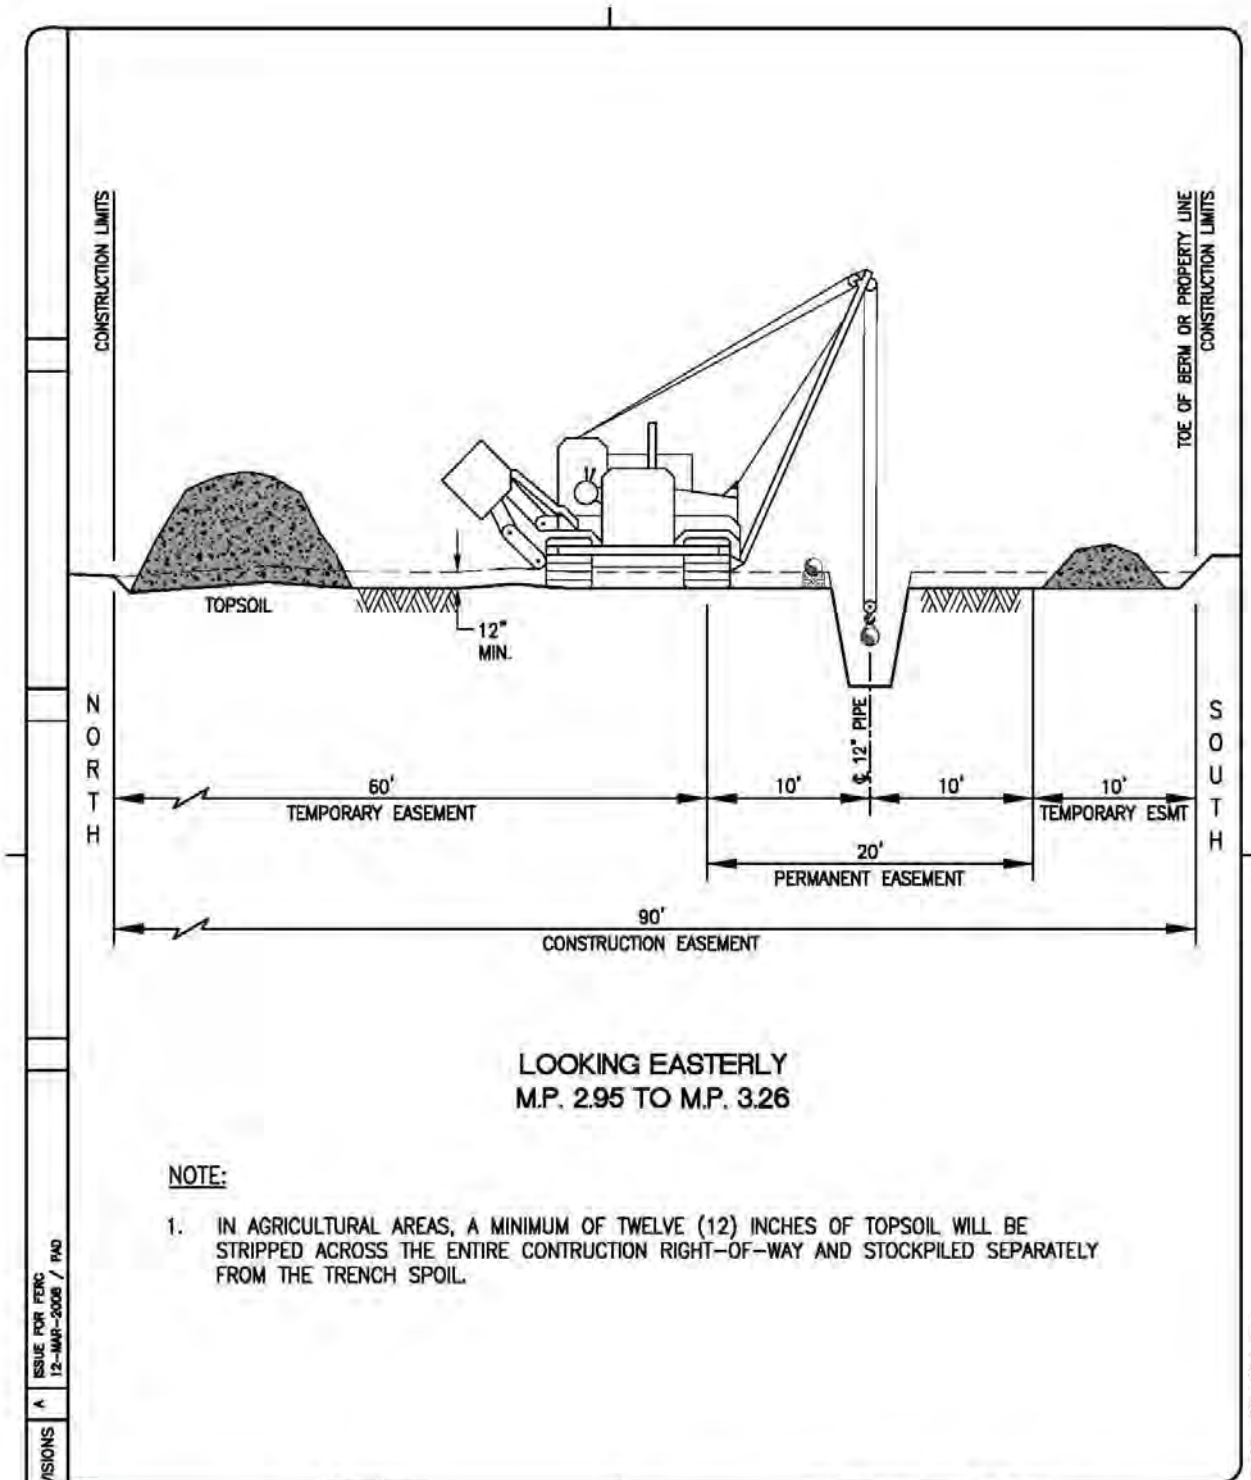 CONSTRUCTION LIMITS
TOE OF BERM OR PROPERTY LINE
CONSTRUCTION LIMITS
TOPSOIL
12"
MIN.
NORTH
SOUTH
℄ 12" PIPE
60'
TEMPORARY EASEMENT
10'
10'
10'
TEMPORARY ESMT
20'
PERMANENT EASEMENT
90'
CONSTRUCTION EASEMENT
LOOKING EASTERLY
M.P. 2.95 TO M.P. 3.26
NOTE:
1. IN AGRICULTURAL AREAS, A MINIMUM OF TWELVE (12) INCHES OF TOPSOIL WILL BE
STRIPPED ACROSS THE ENTIRE CONTRUCTION RIGHT-OF-WAY AND STOCKPILED SEPARATELY
FROM THE TRENCH SPOIL.
ISSUE FOR FERC
12-MAR-2008 / PAD
A